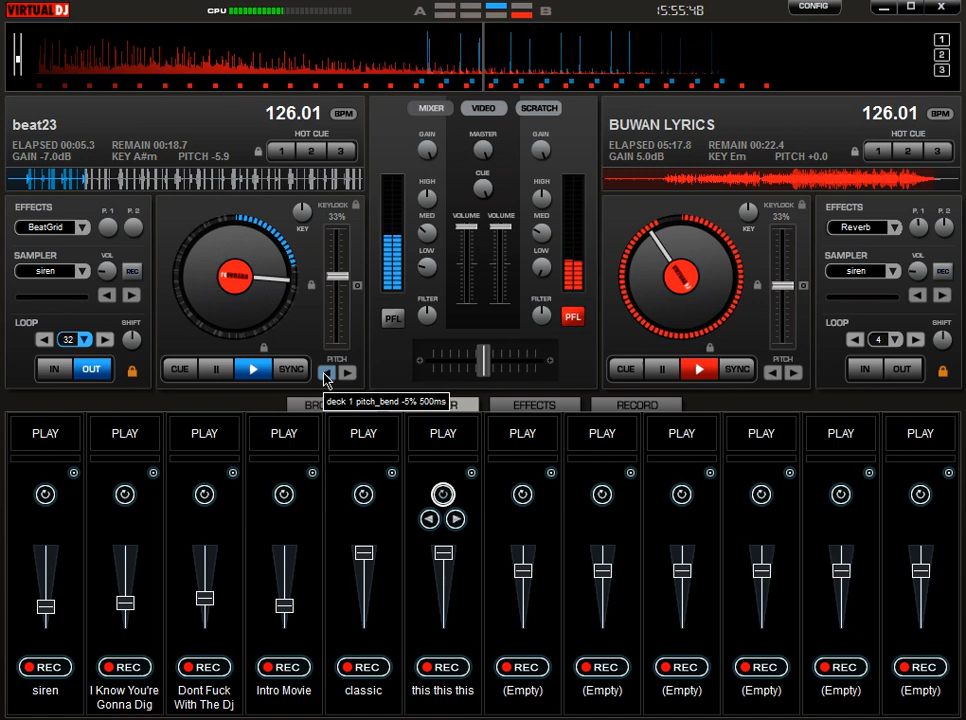 VIRTUAL DJ
CPU
A
B
15:55:48
CONFIG
1
2
3
126.01 BPM
beat23
HOT CUE
ELAPSED 00:05.3 REMAIN 00:18.7
GAIN -7.0dB KEY A#m PITCH -5.9
1 2 3
MIXER VIDEO SCRATCH
GAIN MASTER GAIN
CUE
HIGH HIGH
VOLUME VOLUME
MED MED
LOW LOW
FILTER FILTER
PFL PFL
126.01 BPM
BUWAN LYRICS
HOT CUE
ELAPSED 05:17.8 REMAIN 00:22.4
GAIN 5.0dB KEY Em PITCH +0.0
1 2 3
EFFECTS P. 1 P. 2
BeatGrid
SAMPLER VOL
siren REC
LOOP SHIFT
32
IN OUT
KEYLOCK
33%
KEY
CUE SYNC
PITCH
KEYLOCK
33%
KEY
CUE SYNC
PITCH
EFFECTS P. 1 P. 2
Reverb
SAMPLER VOL
siren REC
LOOP SHIFT
4
IN OUT
deck 1 pitch_bend -5% 500ms
EFFECTS RECORD
PLAY PLAY PLAY PLAY PLAY PLAY PLAY PLAY PLAY PLAY PLAY PLAY
REC REC REC REC REC REC REC REC REC REC REC REC
siren I Know You're Dont Fuck Intro Movie classic this this this (Empty) (Empty) (Empty) (Empty) (Empty) (Empty)
Gonna Dig With The Dj